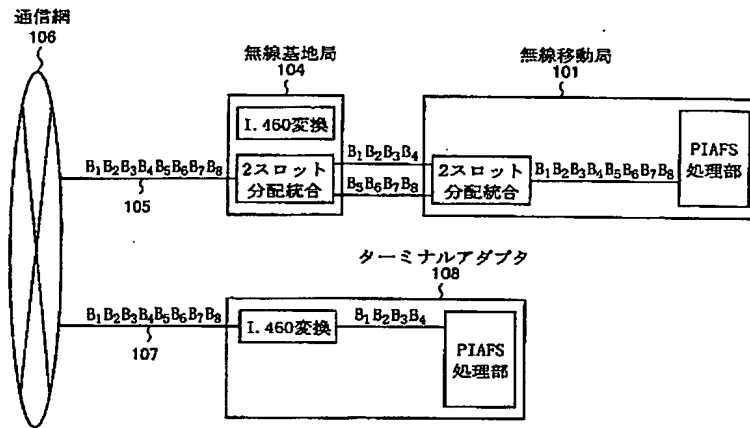 通信網
106
無線基地局
104
無線移動局
101
I.460変換
2スロット
分配統合
B₁B₂B₃B₄B₅B₆B₇B₈
105
B₁B₂B₃B₄
B₅B₆B₇B₈
2スロット
分配統合
B₁B₂B₃B₄B₅B₆B₇B₈
PIAFS
処理部
ターミナルアダプタ
108
B₁B₂B₃B₄B₅B₆B₇B₈
107
I.460変換
B₁B₂B₃B₄
PIAFS
処理部